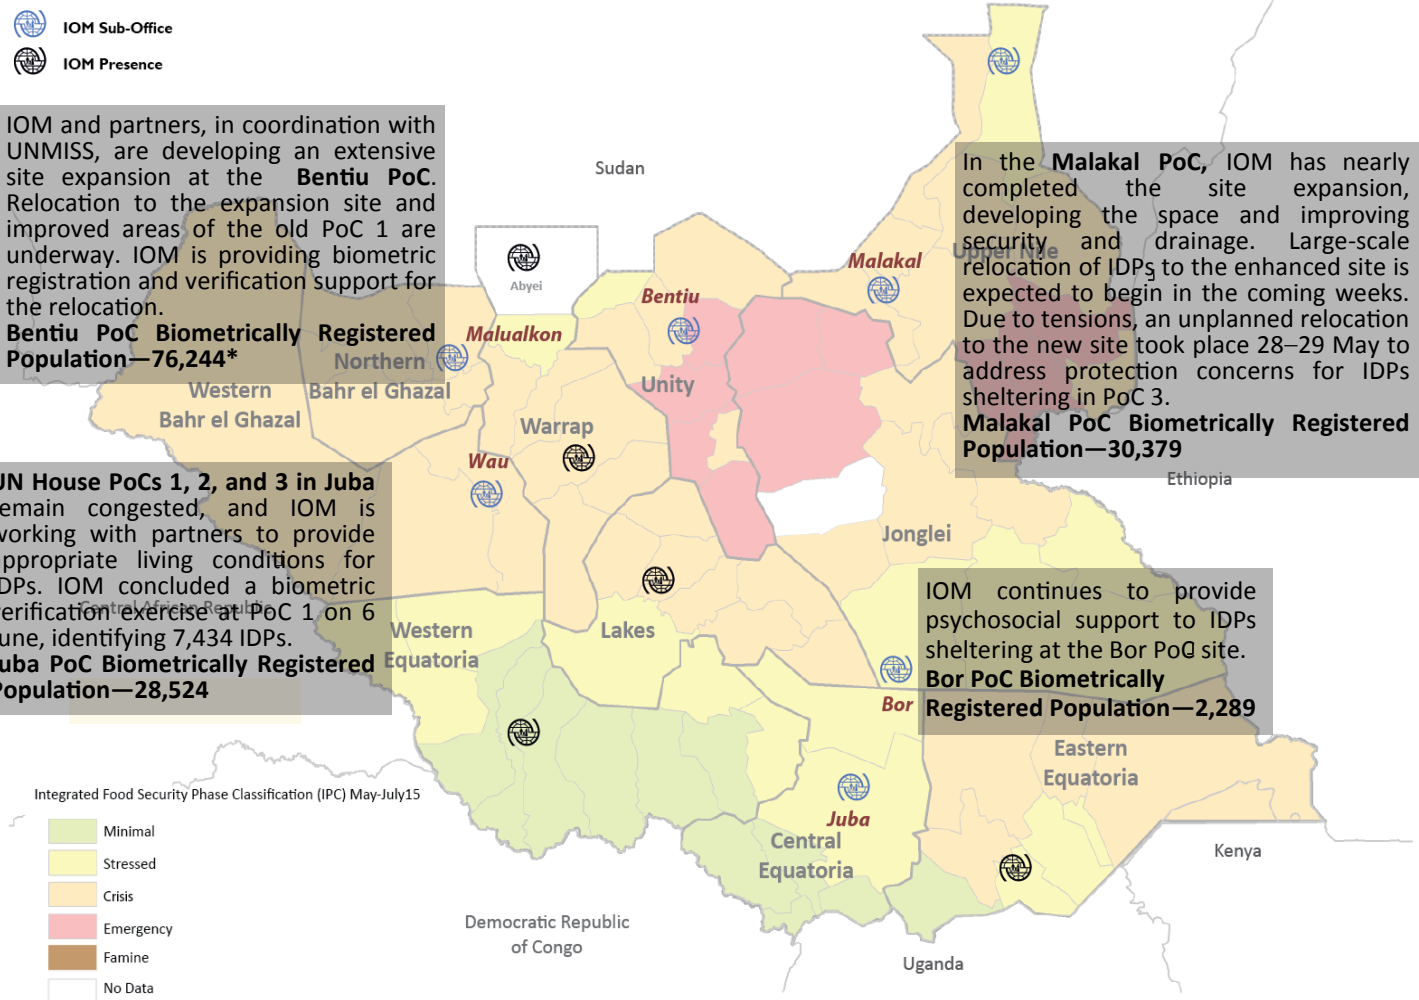 IOM Sub-Office
IOM Presence
IOM and partners, in coordination with
UNMISS, are developing an extensive
site expansion at the Bentiu PoC.
Relocation to the expansion site and
improved areas of the old PoC 1 are
underway. IOM is providing biometric
registration and verification support for
the relocation.
Bentiu PoC Biometrically Registered
Population—76,244*
Sudan
Abyei
In the Malakal PoC, IOM has nearly
completed the site expansion,
developing the space and improving
security and drainage. Large-scale
relocation of IDPs to the enhanced site is
expected to begin in the coming weeks.
Due to tensions, an unplanned relocation
to the new site took place 28–29 May to
address protection concerns for IDPs
sheltering in PoC 3.
Malakal PoC Biometrically Registered
Population—30,379
Upper Nile
Malakal
Bentiu
Malualkon
Northern
Bahr el Ghazal
Western
Bahr el Ghazal
Unity
Warrap
Wau
Ethiopia
Jonglei
UN House PoCs 1, 2, and 3 in Juba
remain congested, and IOM is
working with partners to provide
appropriate living conditions for
IDPs. IOM concluded a biometric
verification exercise at PoC 1 on 6
June, identifying 7,434 IDPs.
Juba PoC Biometrically Registered
Population—28,524
Central African Republic
Western
Equatoria
Lakes
IOM continues to provide
psychosocial support to IDPs
sheltering at the Bor PoC site.
Bor PoC Biometrically
Registered Population—2,289
Bor
Eastern
Equatoria
Juba
Central
Equatoria
Kenya
Democratic Republic
of Congo
Uganda
Integrated Food Security Phase Classification (IPC) May-July15
Minimal
Stressed
Crisis
Emergency
Famine
No Data